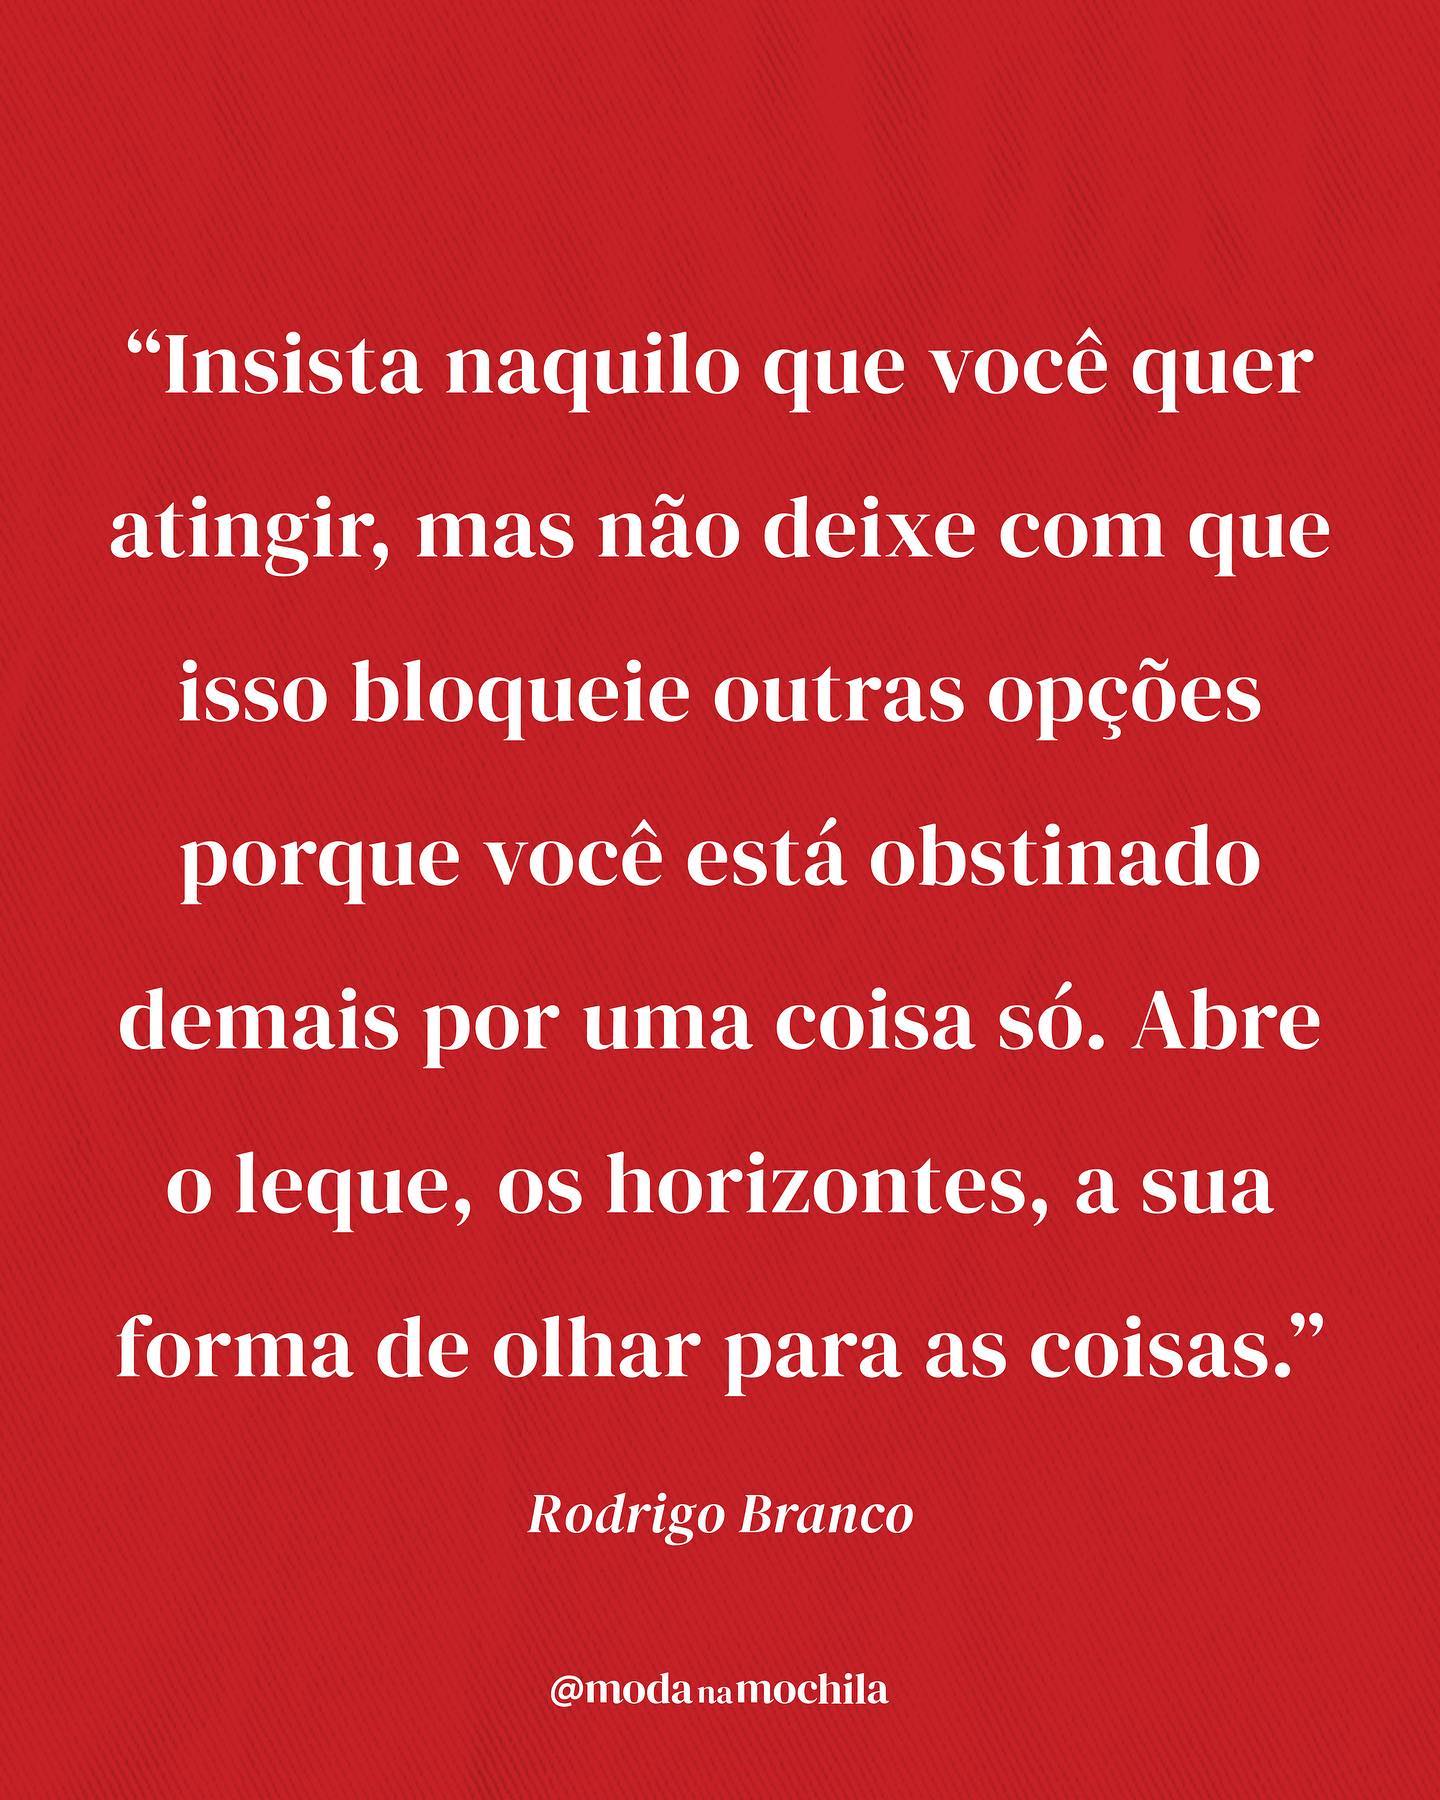 “Insista naquilo que você quer
atingir, mas não deixe com que
isso bloqueie outras opções
porque você está obstinado
demais por uma coisa só. Abre
o leque, os horizontes, a sua
forma de olhar para as coisas.”
Rodrigo Branco
@modanamochila